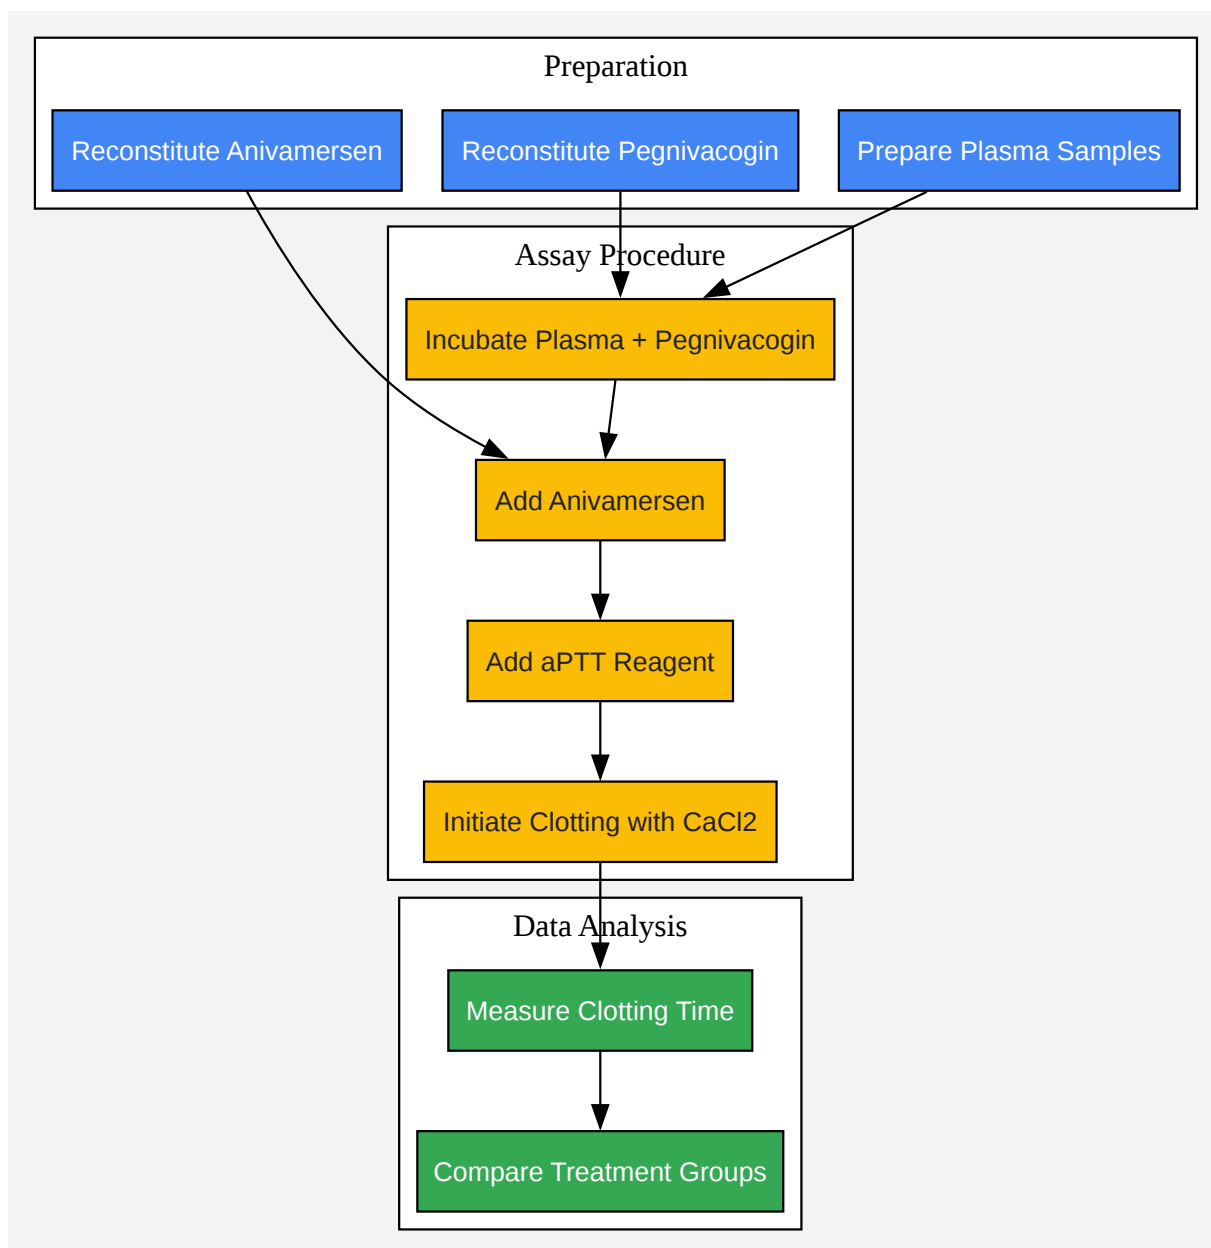 Preparation
Reconstitute Anivamersen
Reconstitute Pegnivacogin
Prepare Plasma Samples
Assay Procedure
Incubate Plasma + Pegnivacogin
Add Anivamersen
Add aPTT Reagent
Initiate Clotting with CaCl2
Data Analysis
Measure Clotting Time
Compare Treatment Groups